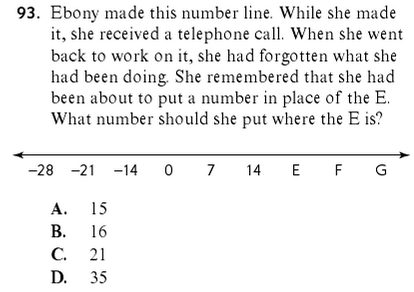 93. Ebony made this number line. While she made
it, she received a telephone call. When she went
back to work on it, she had forgotten what she
had been doing. She remembered that she had
been about to put a number in place of the E.
What number should she put where the E is?
−28 −21 −14 0 7 14 E F G
A. 15
B. 16
C. 21
D. 35